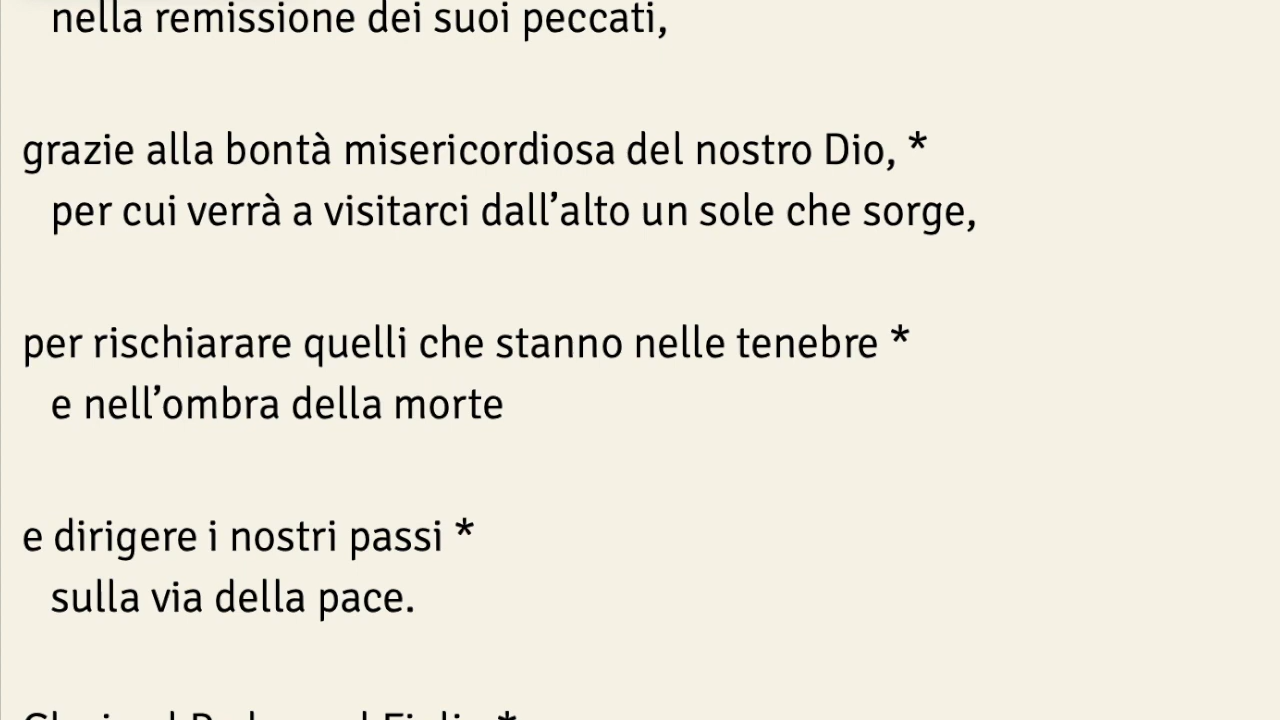 nella remissione dei suoi peccati,
grazie alla bontà misericordiosa del nostro Dio, *
per cui verrà a visitarci dall’alto un sole che sorge,
per rischiarare quelli che stanno nelle tenebre *
e nell’ombra della morte
e dirigere i nostri passi *
sulla via della pace.